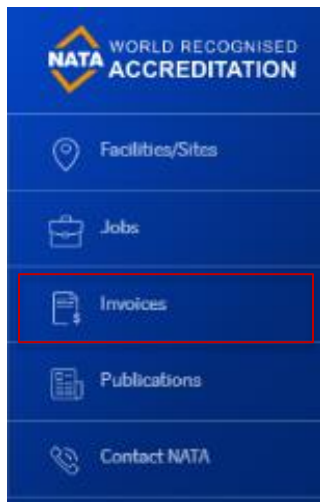 NATA
WORLD RECOGNISED
ACCREDITATION
Facilities/Sites
Jobs
$
Invoices
Publications
Contact NATA